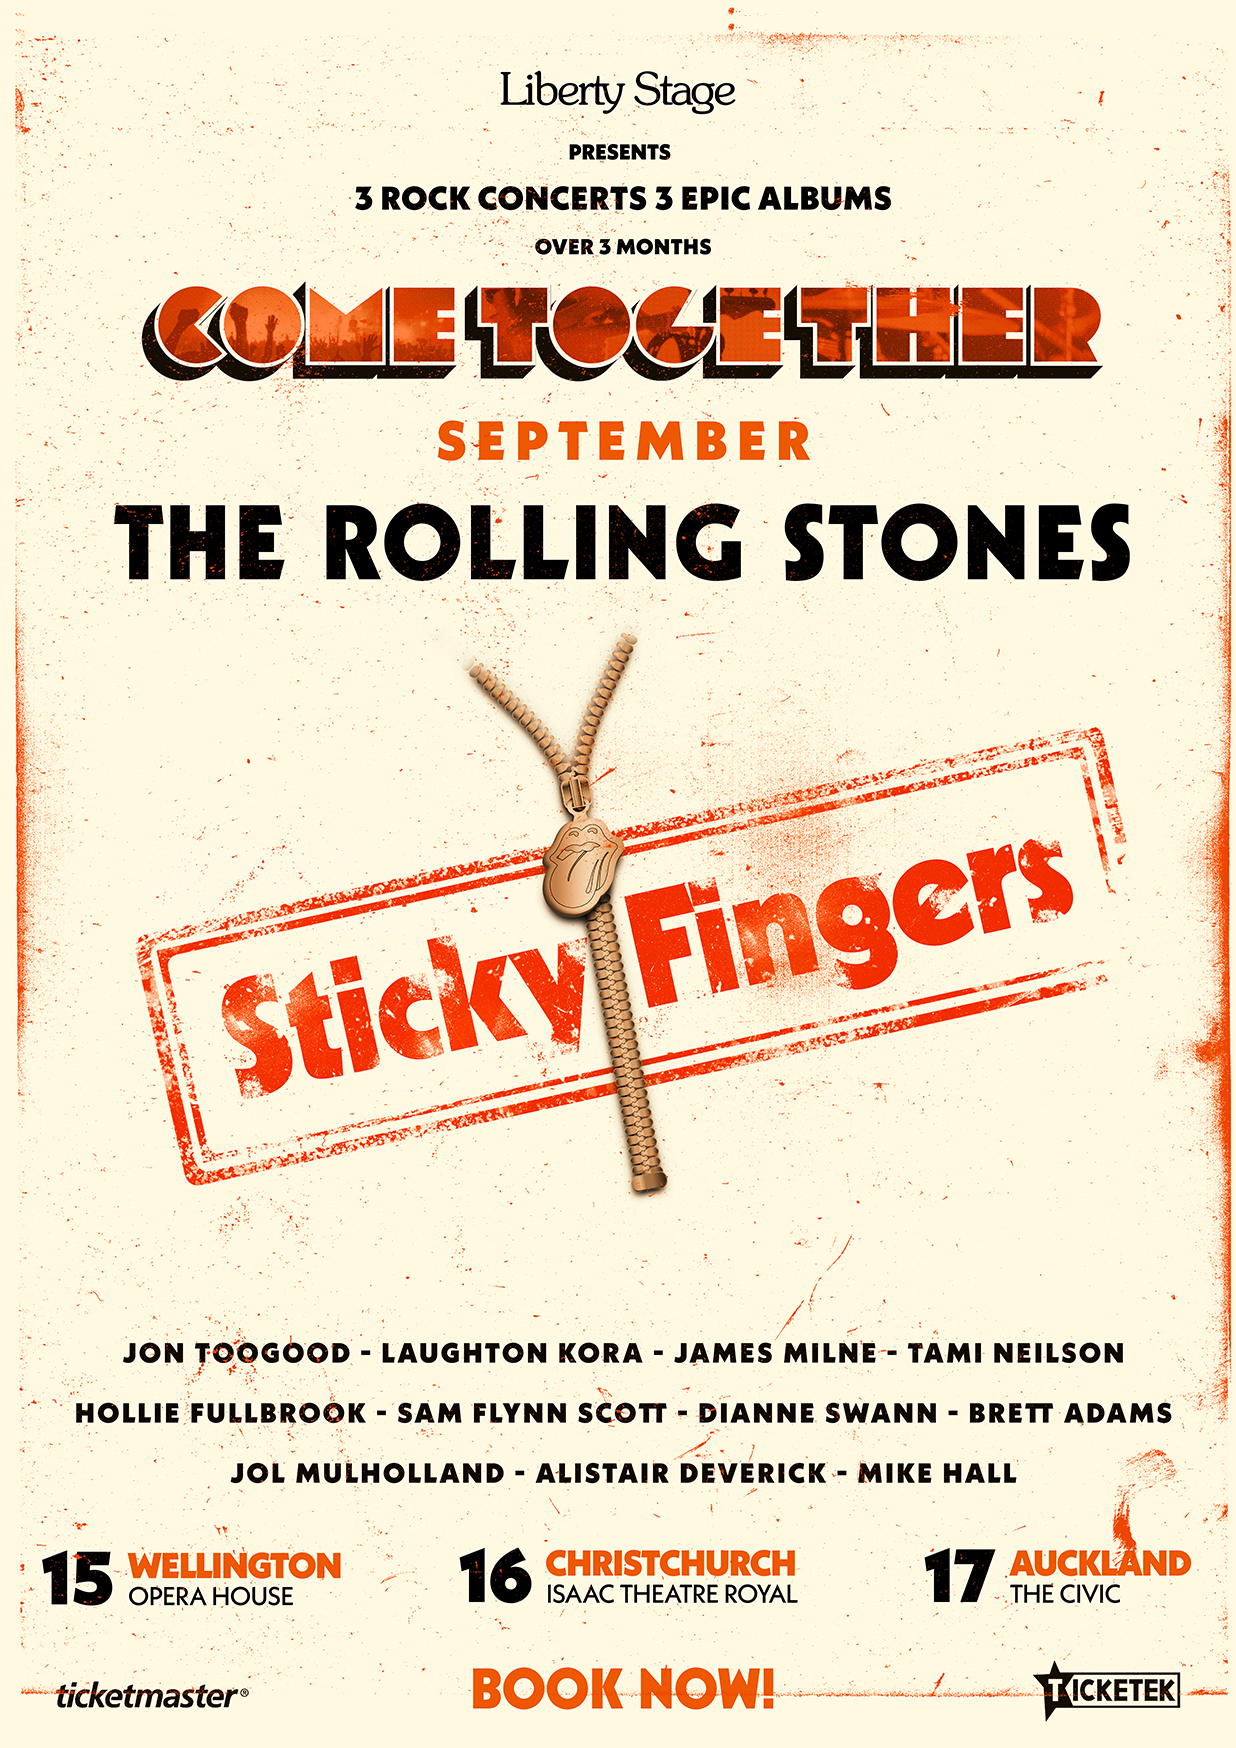 Liberty Stage
PRESENTS
3 ROCK CONCERTS 3 EPIC ALBUMS
OVER 3 MONTHS
COME TOGETHER
SEPTEMBER
THE ROLLING STONES
Sticky Fingers
JON TOOGOOD - LAUGHTON KORA - JAMES MILNE - TAMI NEILSON
HOLLIE FULLBROOK - SAM FLYNN SCOTT - DIANNE SWANN - BRETT ADAMS
JOL MULHOLLAND - ALISTAIR DEVERICK - MIKE HALL
15 WELLINGTON
OPERA HOUSE
16 CHRISTCHURCH
ISAAC THEATRE ROYAL
17 AUCKLAND
THE CIVIC
ticketmaster®
BOOK NOW!
TICKETEK